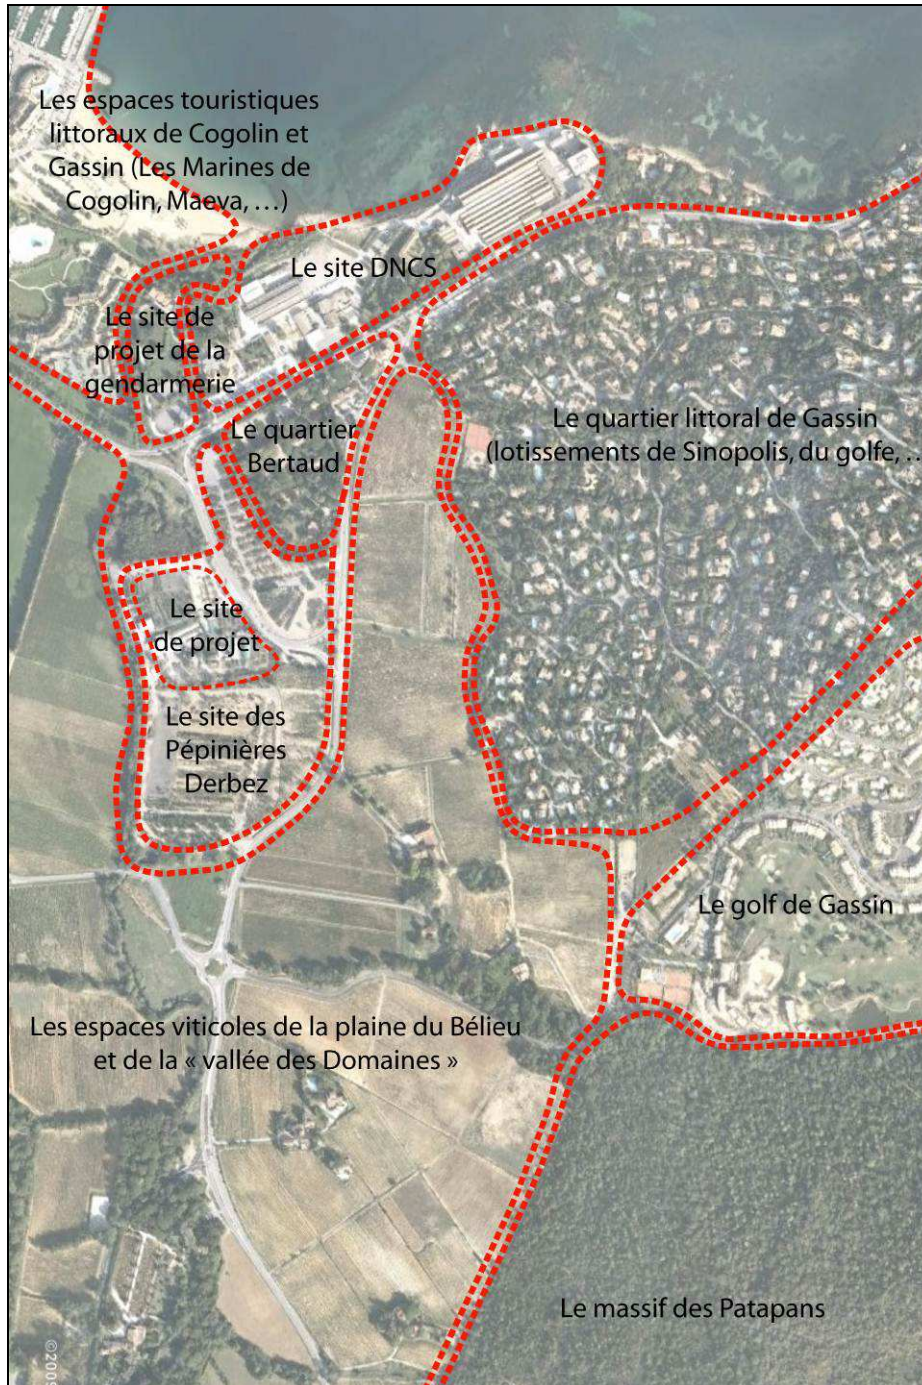 Les espaces touristiques
littoraux de Cogolin et
Gassin (Les Marines de
Cogolin, Maeva, …)
Le site DNCS
Le site de
projet de la
gendarmerie
Le quartier
Bertaud
Le quartier littoral de Gassin
(lotissements de Sinopolis, du golfe, ..
Le site
de projet
Le site des
Pépinières
Derbez
Le golf de Gassin
Les espaces viticoles de la plaine du Bélieu
et de la « vallée des Domaines »
Le massif des Patapans
©2009